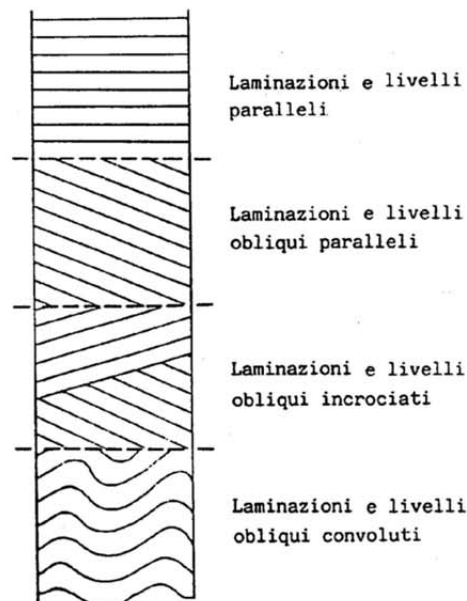 Laminazioni e livelli
paralleli
Laminazioni e livelli
obliqui paralleli
Laminazioni e livelli
obliqui incrociati
Laminazioni e livelli
obliqui convoluti